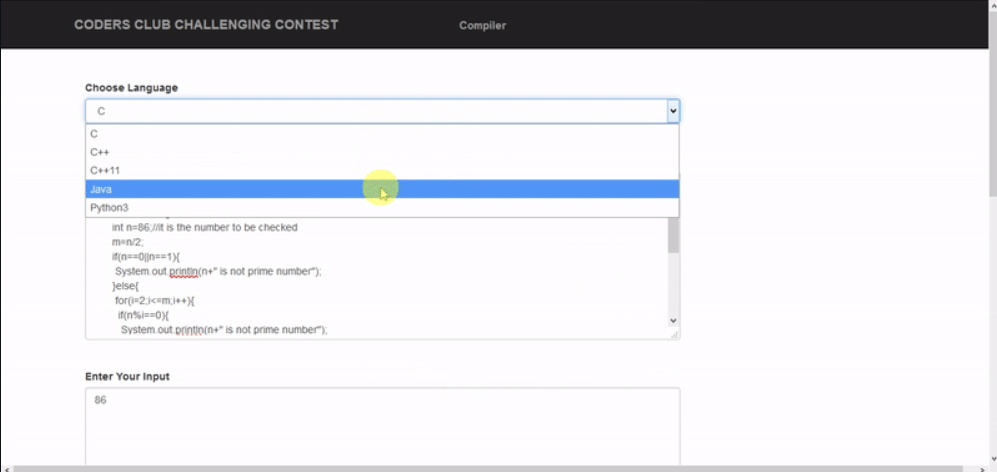 CODERS CLUB CHALLENGING CONTEST Compiler
Choose Language
C
C
C++
C++11
Java
Python3
int n=86;//it is the number to be checked
m=n/2;
if(n==0||n==1){
System.out.println(n+" is not prime number");
}else{
for(i=2;i<=m;i++){
if(n%i==0){
System.out.println(n+" is not prime number");
Enter Your Input
86